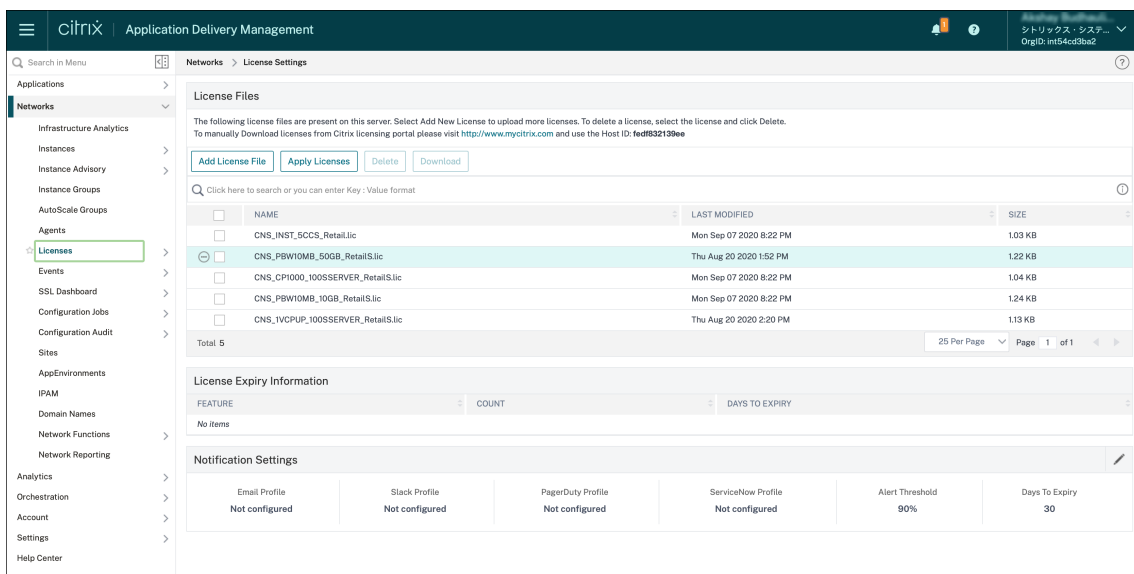 citrix | Application Delivery Management
1
?
シトリックス・システ...
OrgID: int54cd3ba2
Search in Menu
Networks > License Settings
?
Applications
Networks
Infrastructure Analytics
Instances
Instance Advisory
Instance Groups
AutoScale Groups
Agents
Licenses
Events
SSL Dashboard
Configuration Jobs
Configuration Audit
Sites
AppEnvironments
IPAM
Domain Names
Network Functions
Network Reporting
Analytics
Orchestration
Account
Settings
Help Center
License Files
The following license files are present on this server. Select Add New License to upload more licenses. To delete a license, select the license and click Delete.
To manually Download licenses from Citrix licensing portal please visit http://www.mycitrix.com and use the Host ID: fedf832139ee
Add License File Apply Licenses Delete Download
Click here to search or you can enter Key : Value format
NAME LAST MODIFIED SIZE
CNS_INST_5CCS_Retail.lic Mon Sep 07 2020 8:22 PM 1.03 KB
CNS_PBW10MB_50GB_RetailS.lic Thu Aug 20 2020 1:52 PM 1.22 KB
CNS_CP1000_100SSERVER_RetailS.lic Mon Sep 07 2020 8:22 PM 1.04 KB
CNS_PBW10MB_10GB_RetailS.lic Mon Sep 07 2020 8:22 PM 1.24 KB
CNS_1VCPUP_100SSERVER_RetailS.lic Thu Aug 20 2020 2:20 PM 1.13 KB
Total 5 25 Per Page Page 1 of 1
License Expiry Information
FEATURE COUNT DAYS TO EXPIRY
No items
Notification Settings
Email Profile Slack Profile PagerDuty Profile ServiceNow Profile Alert Threshold Days To Expiry
Not configured Not configured Not configured Not configured 90% 30